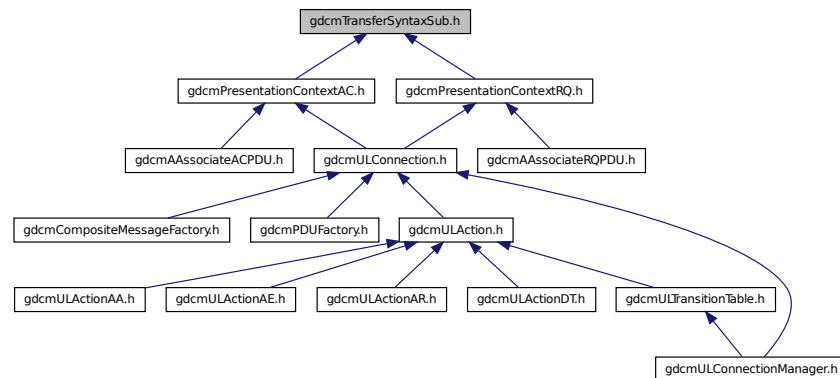 gdcmTransferSyntaxSub.h
gdcmPresentationContextAC.h
gdcmPresentationContextRQ.h
gdcmAAssociateACPDU.h
gdcmULConnection.h
gdcmAAssociateRQPDU.h
gdcmCompositeMessageFactory.h
gdcmPDUFactory.h
gdcmULAction.h
gdcmULActionAA.h
gdcmULActionAE.h
gdcmULActionAR.h
gdcmULActionDT.h
gdcmULTransitionTable.h
gdcmULConnectionManager.h